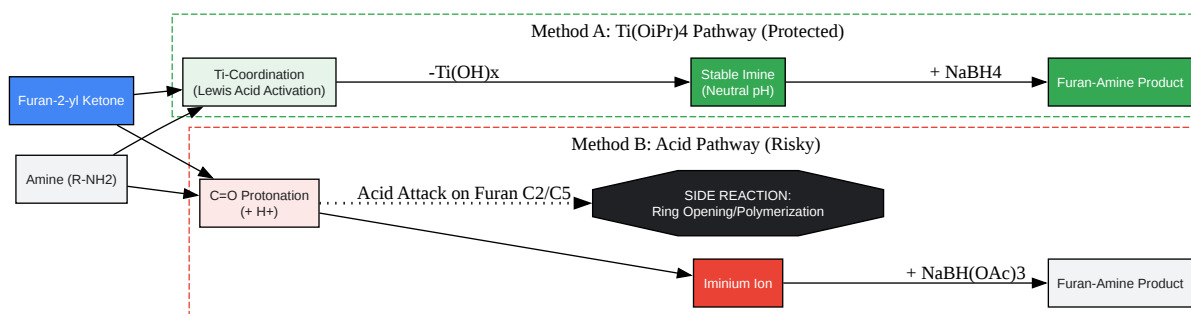 Method A: Ti(OiPr)4 Pathway (Protected)
Furan-2-yl Ketone
Ti-Coordination
(Lewis Acid Activation)
-Ti(OH)x
Stable Imine
(Neutral pH)
+ NaBH4
Furan-Amine Product
Method B: Acid Pathway (Risky)
Amine (R-NH2)
C=O Protonation
(+ H+)
Acid Attack on Furan C2/C5
SIDE REACTION:
Ring Opening/Polymerization
Iminium Ion
+ NaBH(OAc)3
Furan-Amine Product